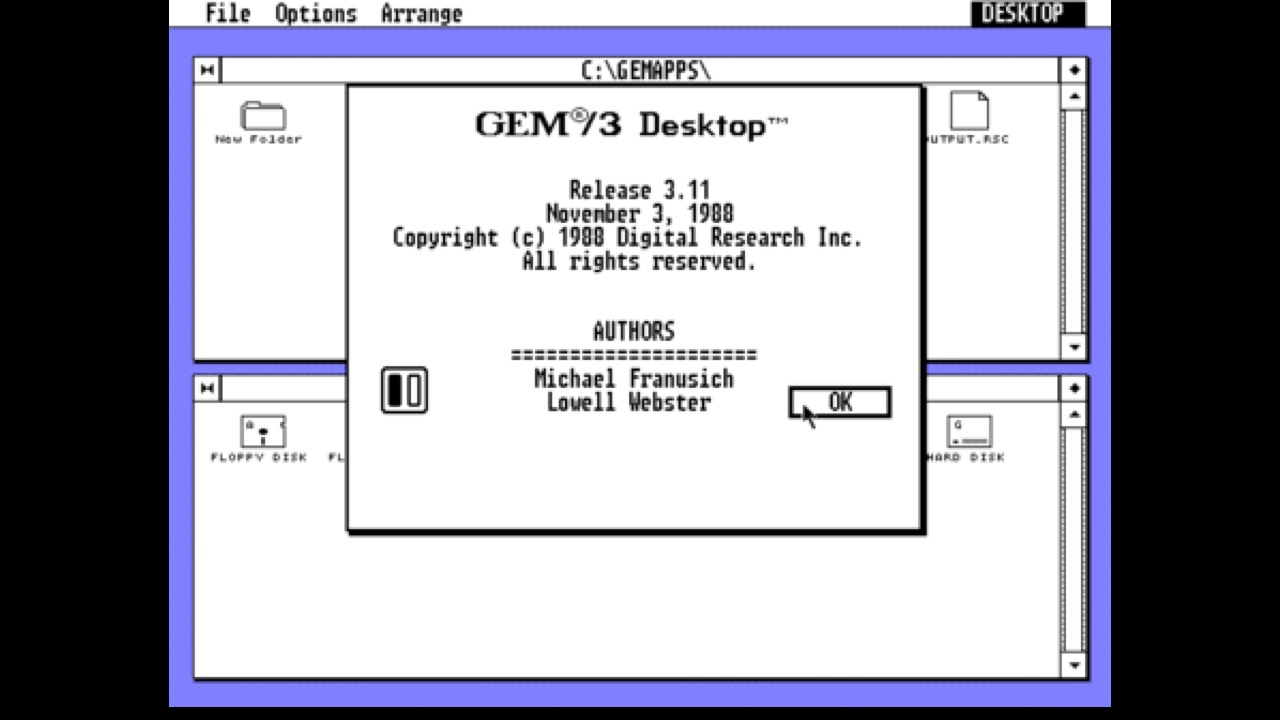 File Options Arrange DESKTOP
C:\GEMAPPS\
New Folder
UTPUT.RSC
GEM®/3 Desktop™
Release 3.11
November 3, 1988
Copyright (c) 1988 Digital Research Inc.
All rights reserved.
AUTHORS
=====================
Michael Franusich
Lowell Webster
OK
A
FLOPPY DISK
FL
G
HARD DISK